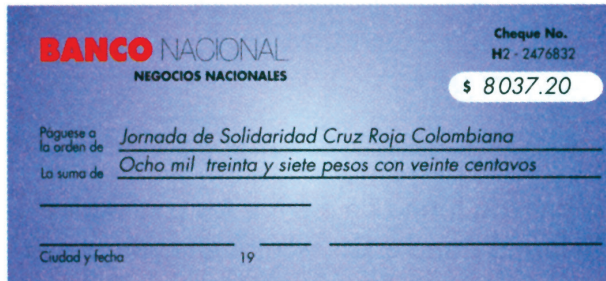 BANCO NACIONAL
NEGOCIOS NACIONALES
Cheque No.
H2 - 2476832
$ 8037.20
Páguese a
la orden de Jornada de Solidaridad Cruz Roja Colombiana
La suma de Ocho mil treinta y siete pesos con veinte centavos
Ciudad y fecha 19